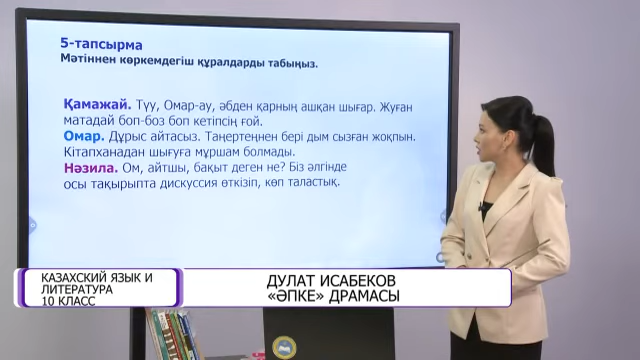 5-тапсырма
Мәтіннен көркемдегіш құралдарды табыңыз.
Қамажай. Түу, Омар-ау, әбден қарның ашқан шығар. Жуған
матадай боп-боз боп кетіпсің ғой.
Омар. Дұрыс айтасыз. Таңертеңнен бері дым сызған жоқпын.
Кітапханадан шығуға мұршам болмады.
Нәзила. Ом, айтшы, бақыт деген не? Біз әлгінде
осы тақырыпта дискуссия өткізіп, көп таластық.
КАЗАХСКИЙ ЯЗЫК И
ЛИТЕРАТУРА
10 КЛАСС
ДУЛАТ ИСАБЕКОВ
«ӘПКЕ» ДРАМАСЫ